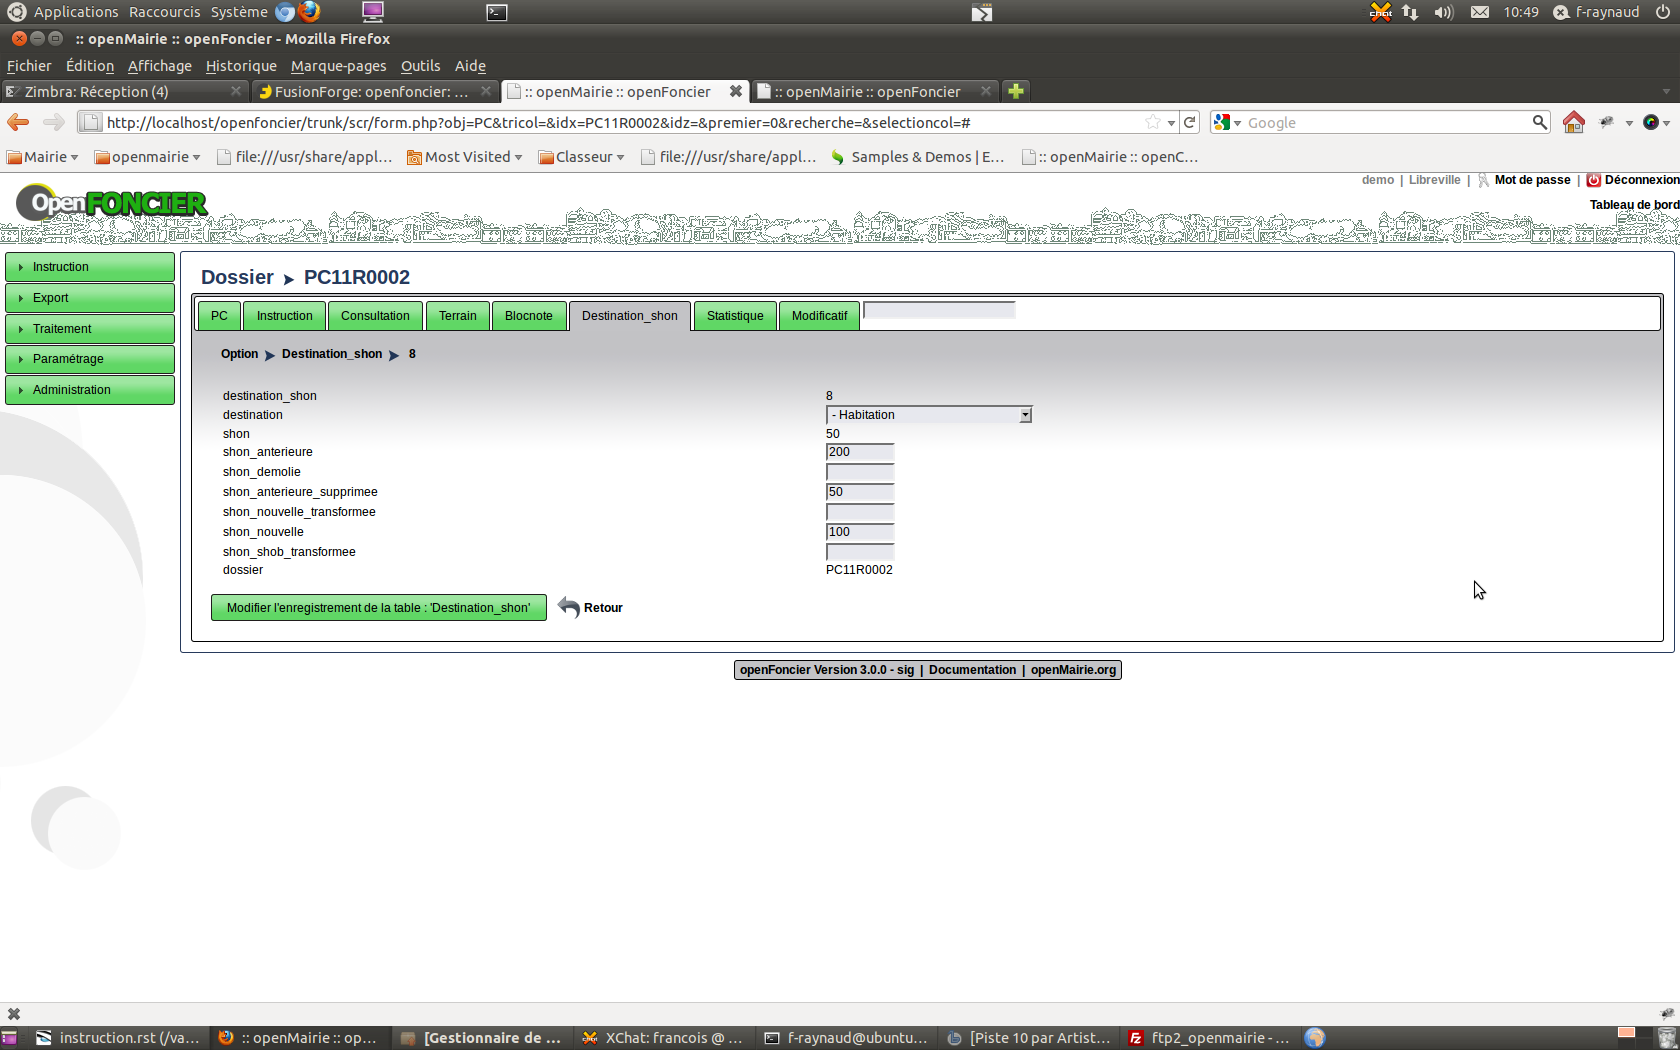 Applications Raccourcis Système 10:49 f-raynaud
:: openMairie :: openFoncier - Mozilla Firefox
Fichier Édition Affichage Historique Marque-pages Outils Aide
Zimbra: Réception (4) FusionForge: openfoncier: ... :: openMairie :: openFoncier :: openMairie :: openFoncier
http://localhost/openfoncier/trunk/scr/form.php?obj=PC&tricol=&idx=PC11R0002&idz=&premier=0&recherche=&selectioncol=# Google
Mairie openmairie file:///usr/share/appl... Most Visited Classeur file:///usr/share/appl... Samples & Demos | E... :: openMairie :: openC...
demo | Libreville | Mot de passe | Déconnexion
OpenFONCIER
Tableau de bord
Instruction
Export
Traitement
Paramétrage
Administration
Dossier PC11R0002
PC Instruction Consultation Terrain Blocnote Destination_shon Statistique Modificatif
Option Destination_shon 8
destination_shon 8
destination - Habitation
shon 50
shon_anterieure 200
shon_demolie
shon_anterieure_supprimee 50
shon_nouvelle_transformee
shon_nouvelle 100
shon_shob_transformee
dossier PC11R0002
Modifier l'enregistrement de la table : 'Destination_shon' Retour
openFoncier Version 3.0.0 - sig | Documentation | openMairie.org
instruction.rst (/va... :: openMairie :: op... [Gestionnaire de ... XChat: francois @ ... f-raynaud@ubuntu... [Piste 10 par Artist... ftp2_openmairie - ...